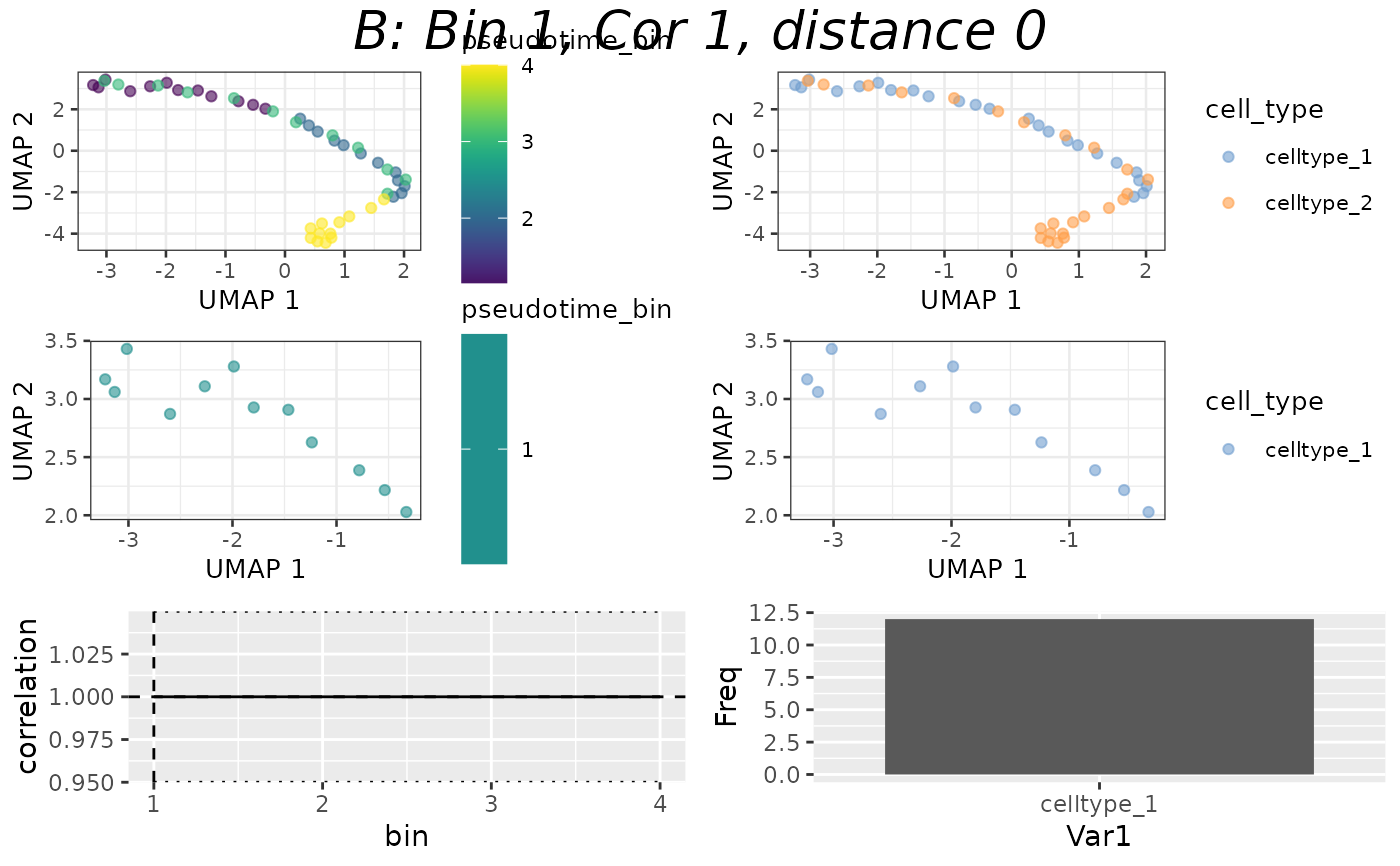 B: Bin 1, Cor 1, distance 0
pseudotime_bin
4
3
2
UMAP 2
2
0
-2
-4
-3
-2
-1
0
1
2
UMAP 1
UMAP 2
2
0
-2
-4
-3
-2
-1
0
1
2
UMAP 1
cell_type
celltype_1
celltype_2
pseudotime_bin
1
UMAP 2
3.5
3.0
2.5
2.0
-3
-2
-1
UMAP 1
UMAP 2
3.5
3.0
2.5
2.0
-3
-2
-1
UMAP 1
cell_type
celltype_1
correlation
1.025
1.000
0.975
0.950
1
2
3
4
bin
Freq
12.5
10.0
7.5
5.0
2.5
0.0
celltype_1
Var1